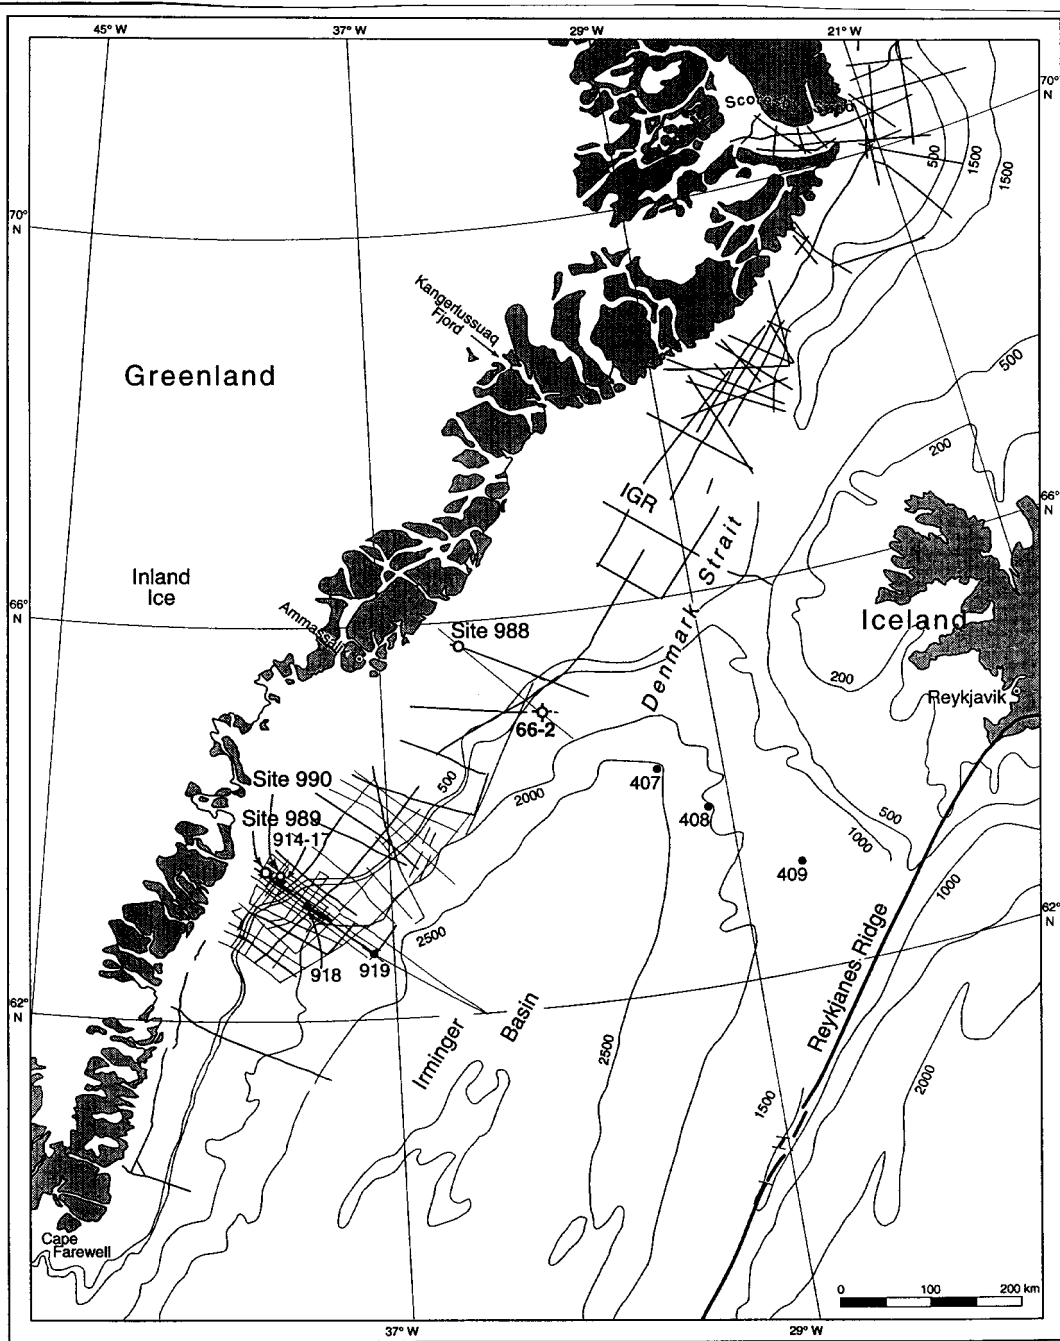 45° W
37° W
29° W
21° W
70°
N
70°
N
500
1500
1500
Kangerlussuaq
Fjord
Greenland
500
200
IGR
66°
N
Denmark Strait
Inland
Ice
66°
N
Ammassalik
Site 988
Iceland
200
Reykjavik
66-2
407
408
409
500
2000
500
1000
1000
Site 990
Site 989
914-17
918
919
2500
62°
N
62°
N
Irminger Basin
Reykjanes Ridge
2500
2000
1500
Cape
Farewell
0 100 200 km
37° W
29° W